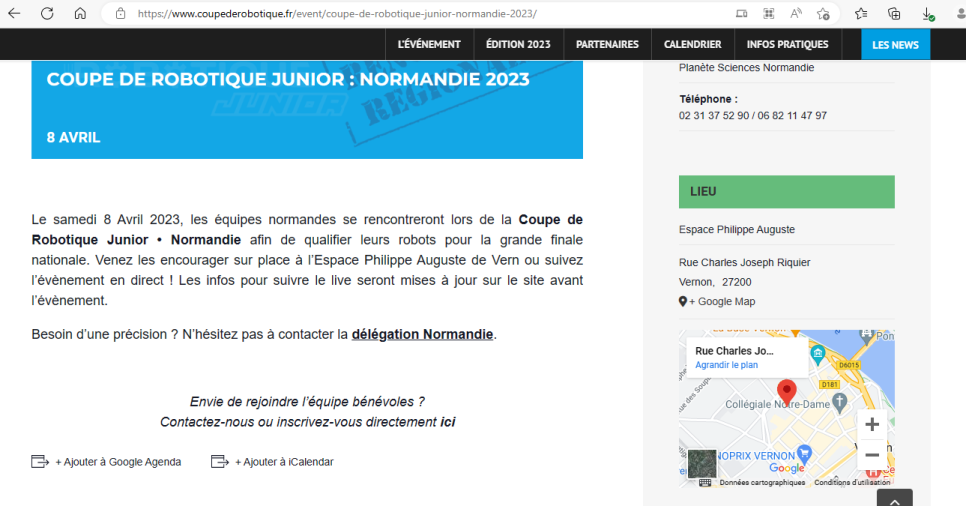 https://www.coupederobotique.fr/event/coupe-de-robotique-junior-normandie-2023/
L'ÉVÉNEMENT
ÉDITION 2023
PARTENAIRES
CALENDRIER
INFOS PRATIQUES
LES NEWS
COUPE DE ROBOTIQUE JUNIOR : NORMANDIE 2023
JUNIOR
8 AVRIL
Le samedi 8 Avril 2023, les équipes normandes se rencontreront lors de la Coupe de
Robotique Junior • Normandie afin de qualifier leurs robots pour la grande finale
nationale. Venez les encourager sur place à l'Espace Philippe Auguste de Vern ou suivez
l'évènement en direct ! Les infos pour suivre le live seront mises à jour sur le site avant
l'évènement.
Besoin d'une précision ? N'hésitez pas à contacter la délégation Normandie.
Envie de rejoindre l'équipe bénévoles ?
Contactez-nous ou inscrivez-vous directement ici
+ Ajouter à Google Agenda
+ Ajouter à iCalendar
Planète Sciences Normandie
Téléphone :
02 31 37 52 90 / 06 82 11 47 97
LIEU
Espace Philippe Auguste
Rue Charles Joseph Riquier
Vernon, 27200
+ Google Map
Rue Charles Jo...
Agrandir le plan
Pon
D6015
D181
Collégiale Notre-Dame
NOPRIX VERNON
Google
Données cartographiques
Conditions d'utilisation